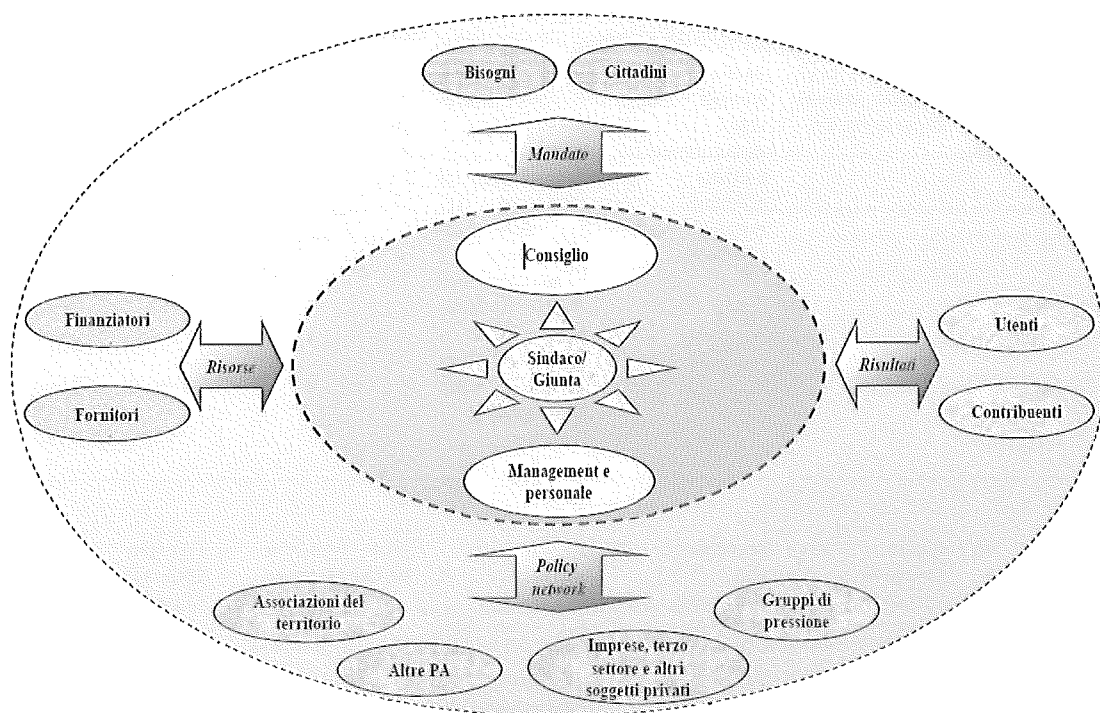 Bisogni
Cittadini
Mandato
Consiglio
Finanziatori
Risorse
Fornitori
Sindaco/
Giunta
Utenti
Risultati
Contribuenti
Management e
personale
Policy
network
Associazioni del
territorio
Gruppi di
pressione
Altre PA
Imprese, terzo
settore e altri
soggetti privati